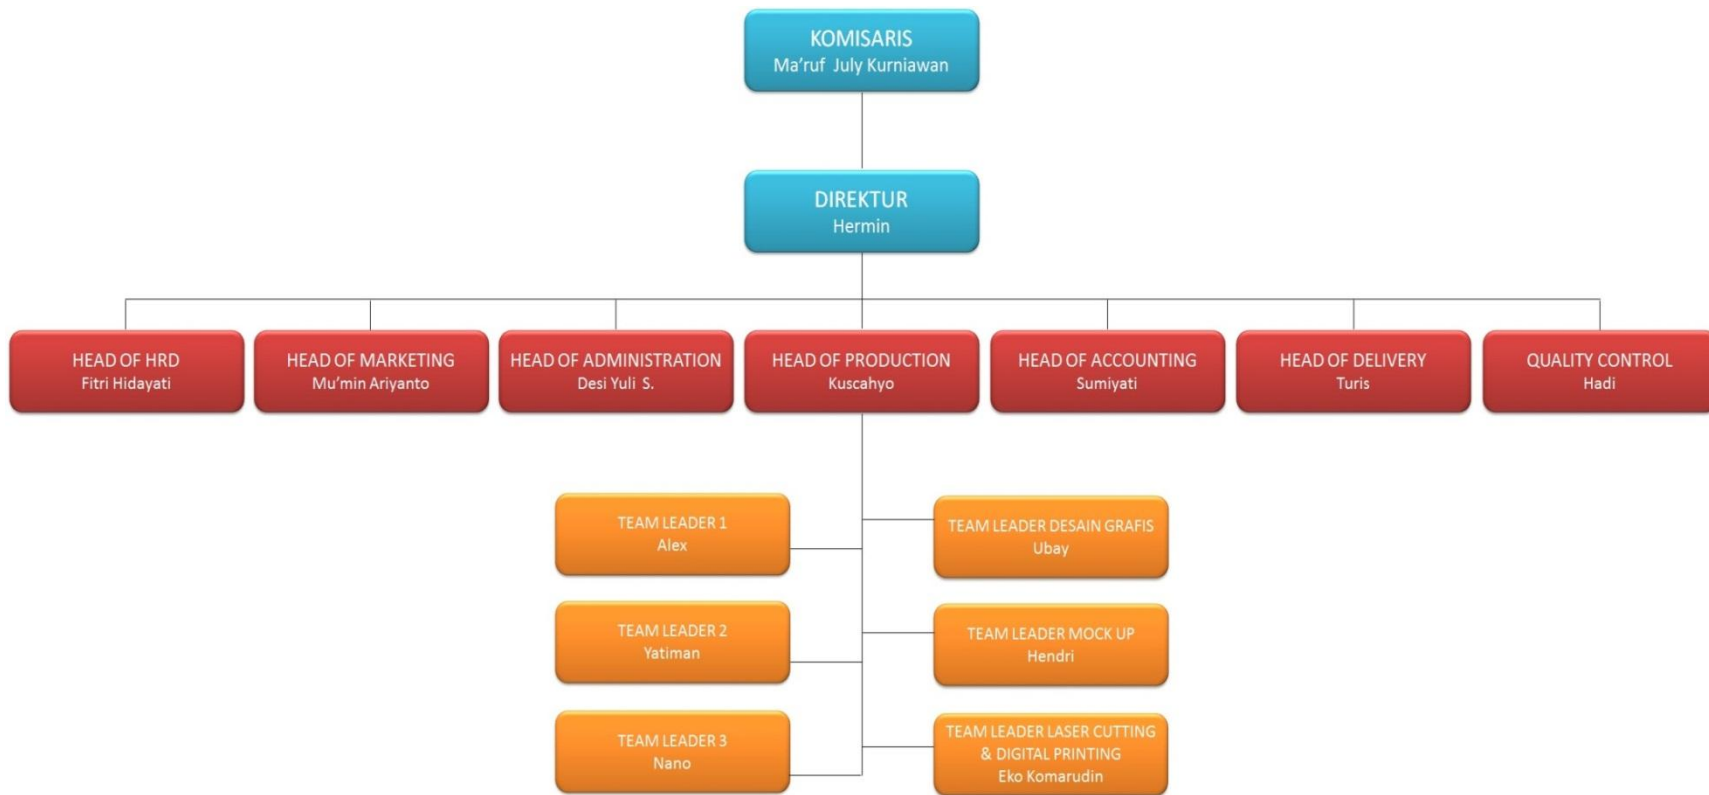 KOMISARIS
Ma'ruf July Kurniawan
DIREKTUR
Hermin
HEAD OF HRD
Fitri Hidayati
HEAD OF MARKETING
Mu'min Ariyanto
HEAD OF ADMINISTRATION
Desi Yuli S.
HEAD OF PRODUCTION
Kuscahyo
HEAD OF ACCOUNTING
Sumiyati
HEAD OF DELIVERY
Turis
QUALITY CONTROL
Hadi
TEAM LEADER 1
Alex
TEAM LEADER DESAIN GRAFIS
Ubay
TEAM LEADER 2
Yatiman
TEAM LEADER MOCK UP
Hendri
TEAM LEADER 3
Nano
TEAM LEADER LASER CUTTING
& DIGITAL PRINTING
Eko Komarudin